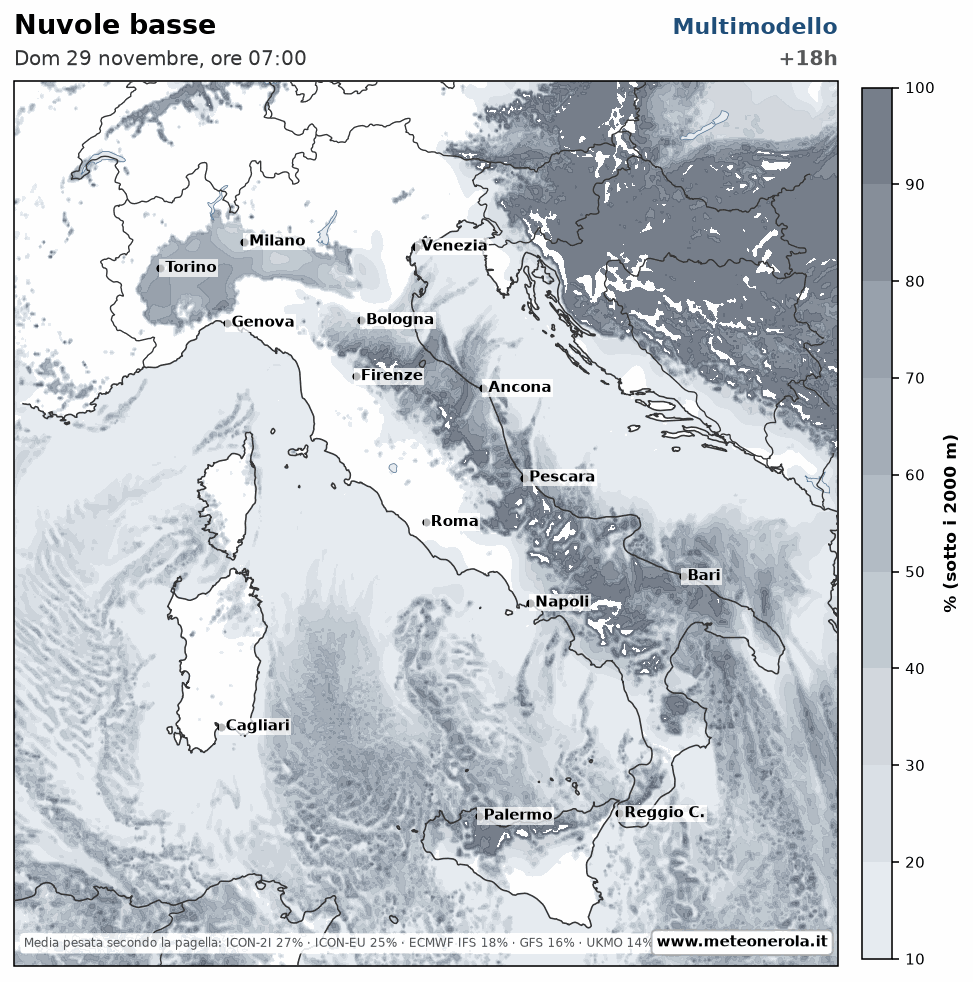 Nuvole basse
Multimodello
Dom 29 novembre, ore 07:00
+18h
100
90
80
70
60
50
40
30
20
10
% (sotto i 2000 m)
Milano
Venezia
Torino
Genova
Bologna
Firenze
Ancona
Pescara
Roma
Bari
Napoli
Cagliari
Palermo
Reggio C.
Media pesata secondo la pagella: ICON-2I 27% · ICON-EU 25% · ECMWF IFS 18% · GFS 16% · UKMO 14%
www.meteonerola.it